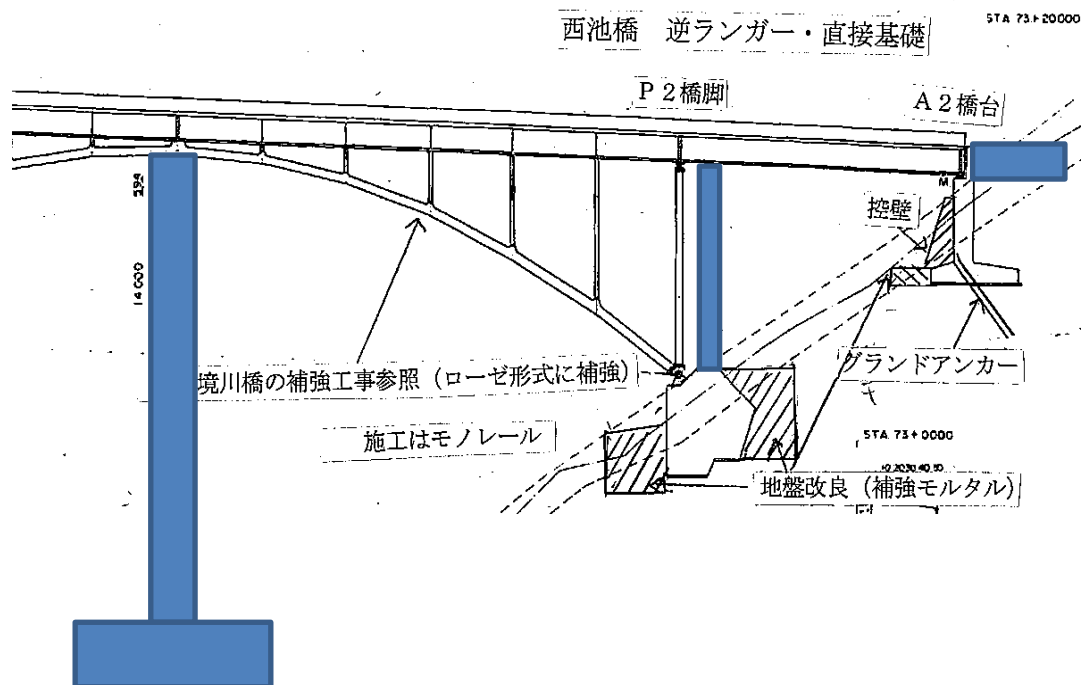 西池橋　逆ランガー・直接基礎
STA 73+20000
P２橋脚
A２橋台
M
控壁
594
14000
境川橋の補強工事参照（ローゼ形式に補強）
グランドアンカー
施工はモノレール
STA 73+0000
地盤改良（補強モルタル）